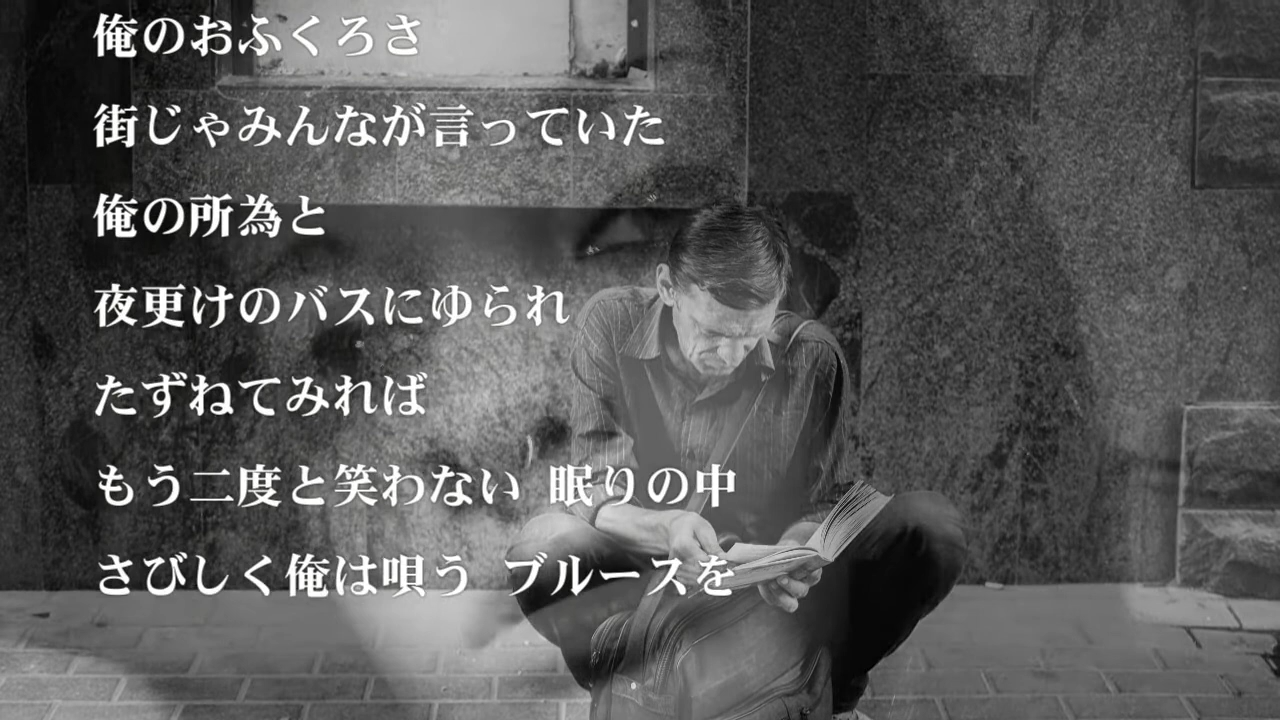 俺のおふくろさ
街じゃみんなが言っていた
俺の所為と
夜更けのバスにゆられ
たずねてみれば
もう二度と笑わない 眠りの中
さびしく俺は唄う ブルースを